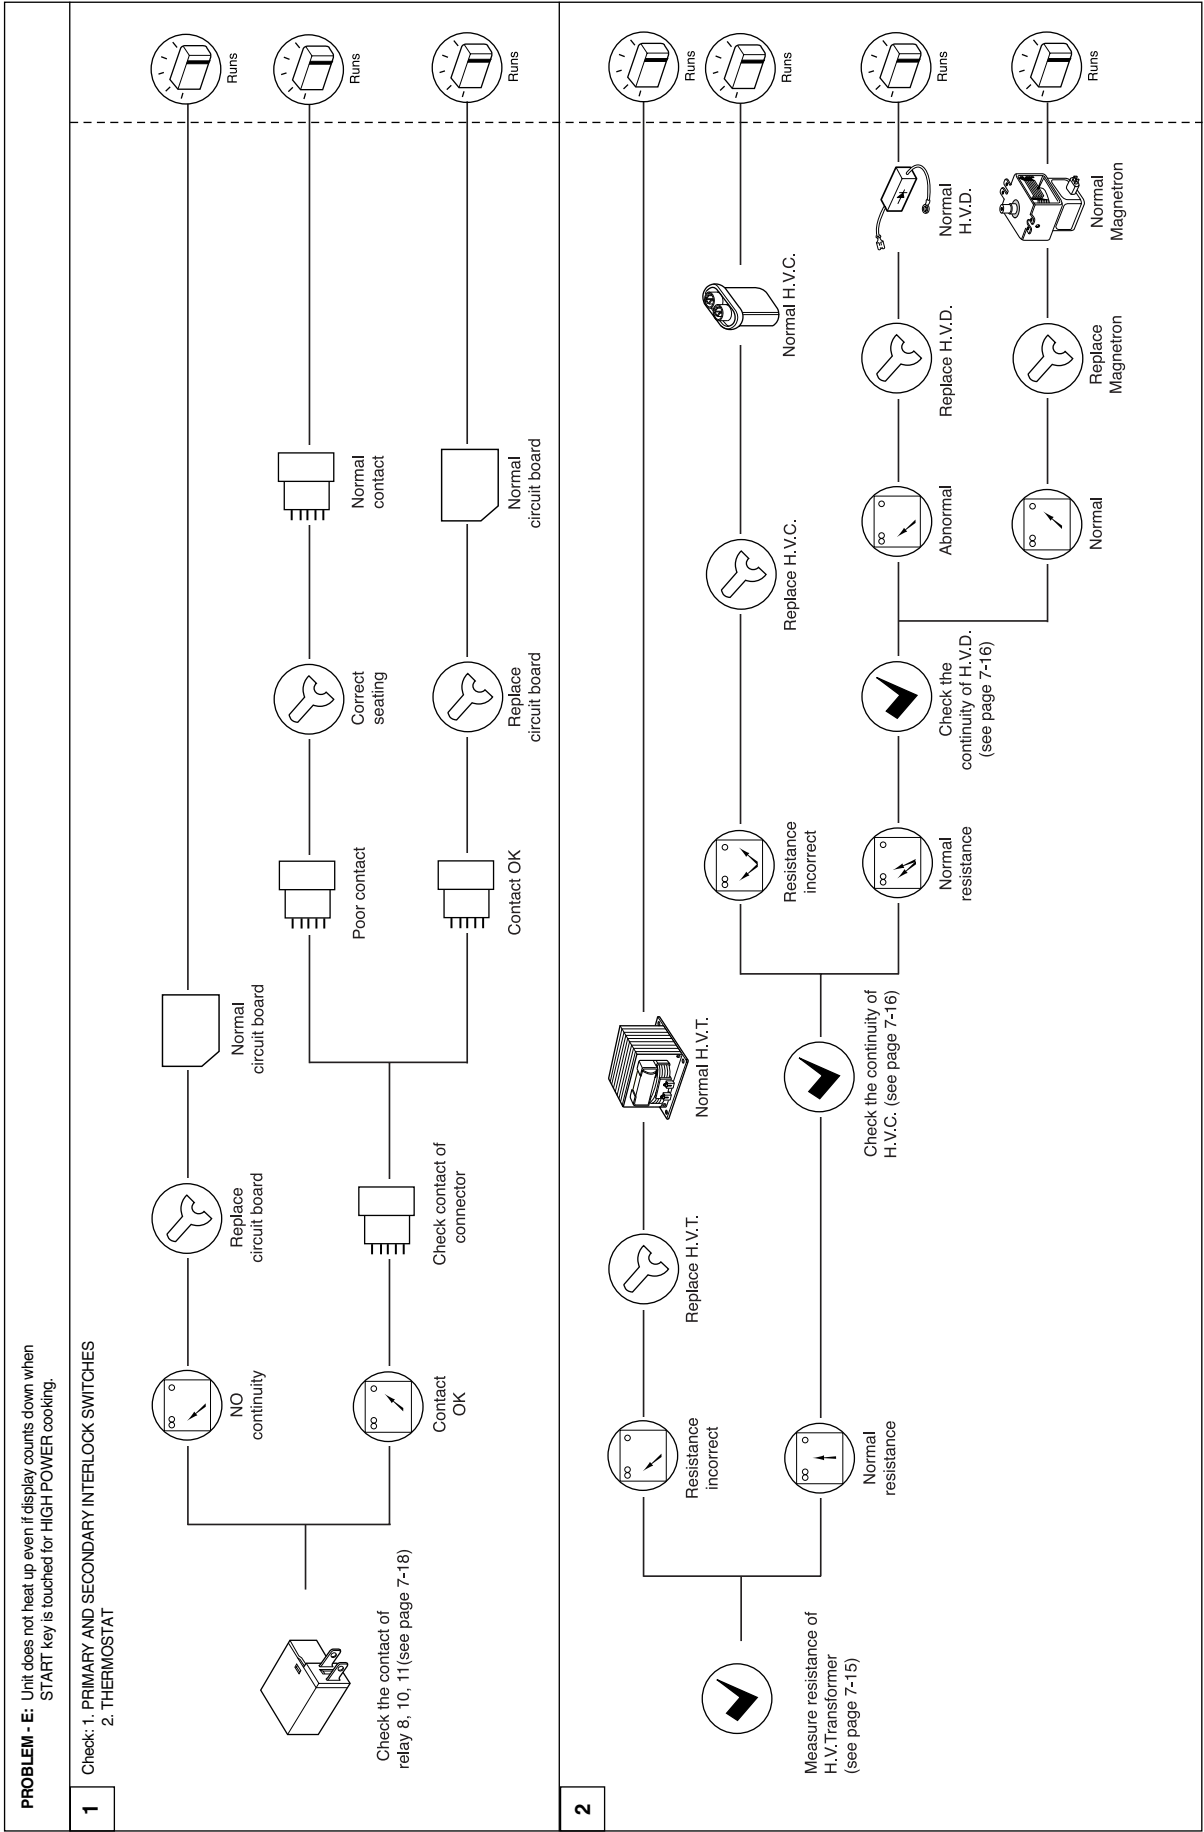 PROBLEM - E: Unit does not heat up even if display counts down when
START key is touched for HIGH POWER cooking.
1
Check: 1. PRIMARY AND SECONDARY INTERLOCK SWITCHES
2. THERMOSTAT
Check the contact of
relay 8, 10, 11(see page 7-18)
NO
continuity
Replace
circuit board
Normal
circuit board
Runs
Contact
OK
Check contact of
connector
Poor contact
Correct
seating
Normal
contact
Runs
Contact OK
Replace
circuit board
Normal
circuit board
Runs
2
Measure resistance of
H.V.Transformer
(see page 7-15)
Resistance
incorrect
Replace H.V.T.
Normal H.V.T.
Runs
Normal
resistance
Check the continuity of
H.V.C. (see page 7-16)
Resistance
incorrect
Replace H.V.C.
Normal H.V.C.
Runs
Normal
resistance
Check the
continuity of H.V.D.
(see page 7-16)
Abnormal
Replace H.V.D.
Normal
H.V.D.
Runs
Normal
Replace
Magnetron
Normal
Magnetron
Runs